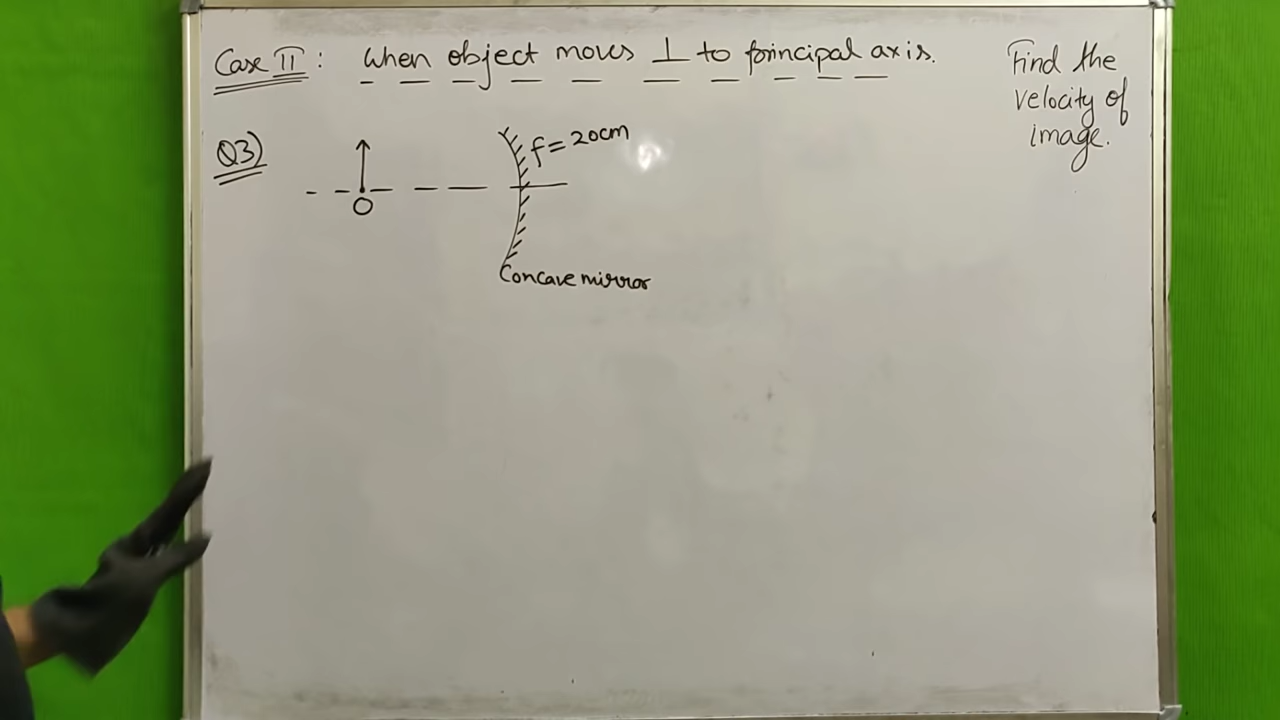 Case II : When object moves ⊥ to principal axis.
Find the
velocity of
image.
Q3)
f = 20cm
O
Concave mirror